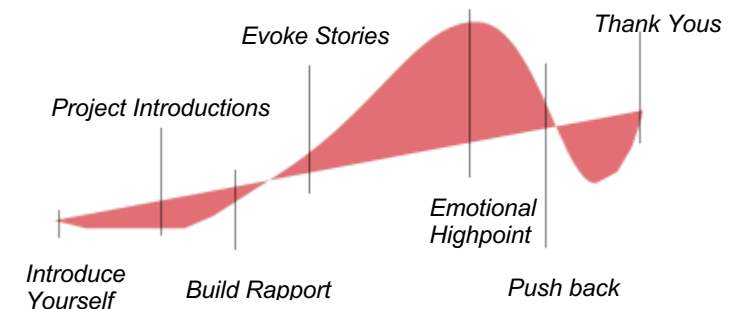 Thank Yous
Evoke Stories
Project Introductions
Emotional
Highpoint
Introduce
Yourself
Build Rapport
Push back